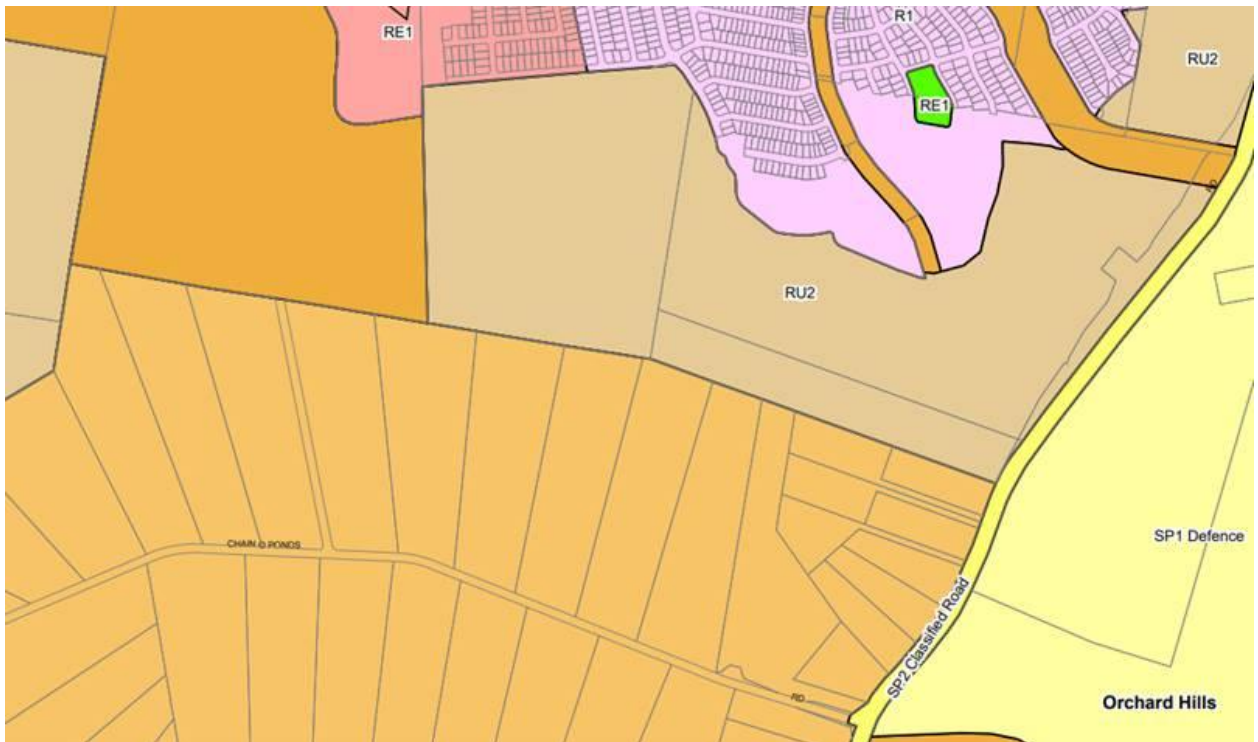 R1
RE1
RU2
RE1
RU2
CHAIN O PONDS
SP1 Defence
SP2 Classified Road
RD
Orchard Hills